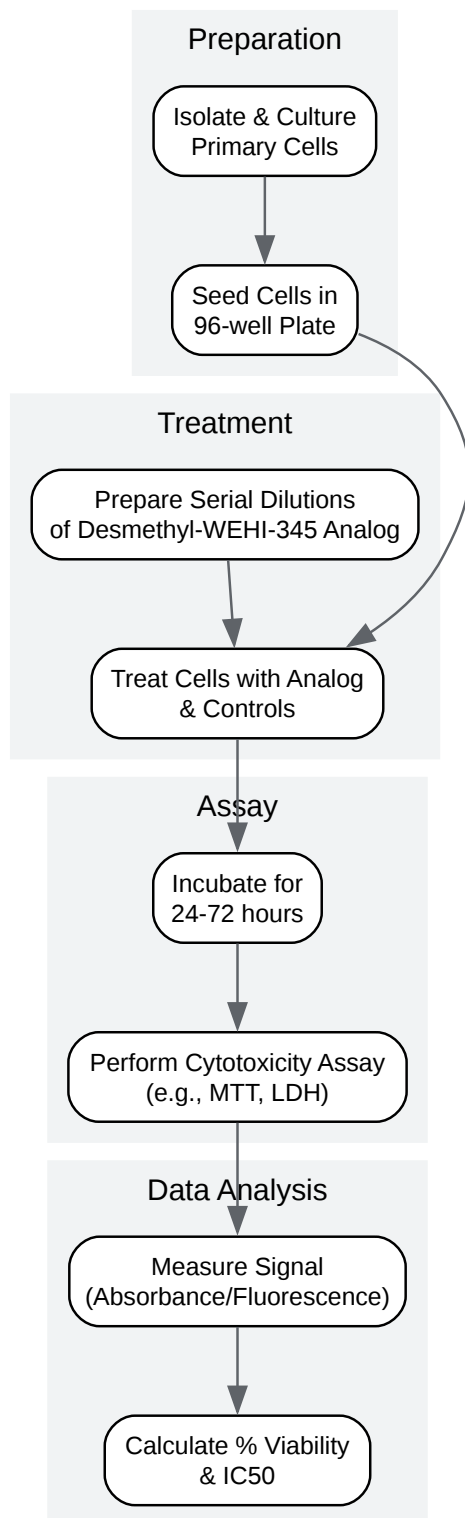 Preparation
Isolate & Culture
Primary Cells
Seed Cells in
96-well Plate
Treatment
Prepare Serial Dilutions
of Desmethyl-WEHI-345 Analog
Treat Cells with Analog
& Controls
Assay
Incubate for
24-72 hours
Perform Cytotoxicity Assay
(e.g., MTT, LDH)
Data Analysis
Measure Signal
(Absorbance/Fluorescence)
Calculate % Viability
& IC50